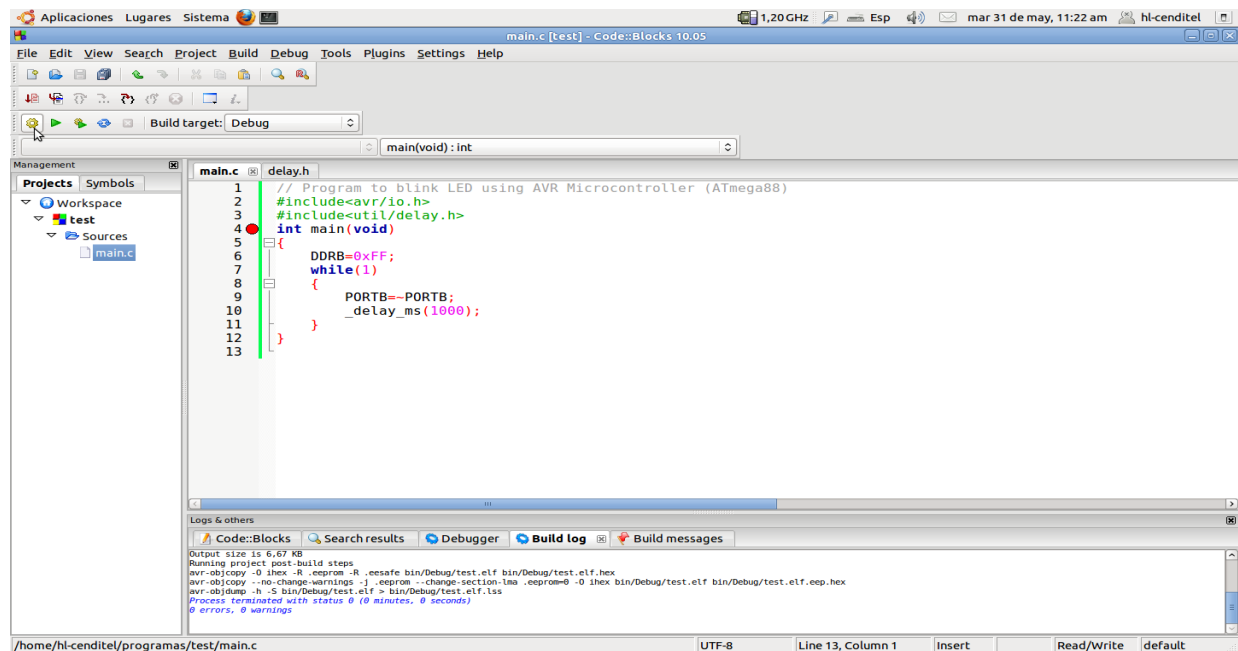 Aplicaciones Lugares Sistema 1,20 GHz Esp mar 31 de may, 11:22 am hl-cenditel
main.c [test] - Code::Blocks 10.05
File Edit View Search Project Build Debug Tools Plugins Settings Help
Build target: Debug
main(void) : int
Management
Projects Symbols
Workspace
test
Sources
main.c
main.c delay.h
1 // Program to blink LED using AVR Microcontroller (ATmega88)
2 #include<avr/io.h>
3 #include<util/delay.h>
4 int main(void)
5 {
6 DDRB=0xFF;
7 while(1)
8 {
9 PORTB=~PORTB;
10 _delay_ms(1000);
11 }
12 }
13
Logs & others
Code::Blocks Search results Debugger Build log Build messages
Output size is 6,67 KB
Running project post-build steps
avr-objcopy -O ihex -R .eeprom -R .eesafe bin/Debug/test.elf bin/Debug/test.elf.hex
avr-objcopy --no-change-warnings -j .eeprom --change-section-lma .eeprom=0 -O ihex bin/Debug/test.elf bin/Debug/test.elf.eep.hex
avr-objdump -h -S bin/Debug/test.elf > bin/Debug/test.elf.lss
Process terminated with status 0 (0 minutes, 0 seconds)
0 errors, 0 warnings
/home/hl-cenditel/programas/test/main.c UTF-8 Line 13, Column 1 Insert Read/Write default